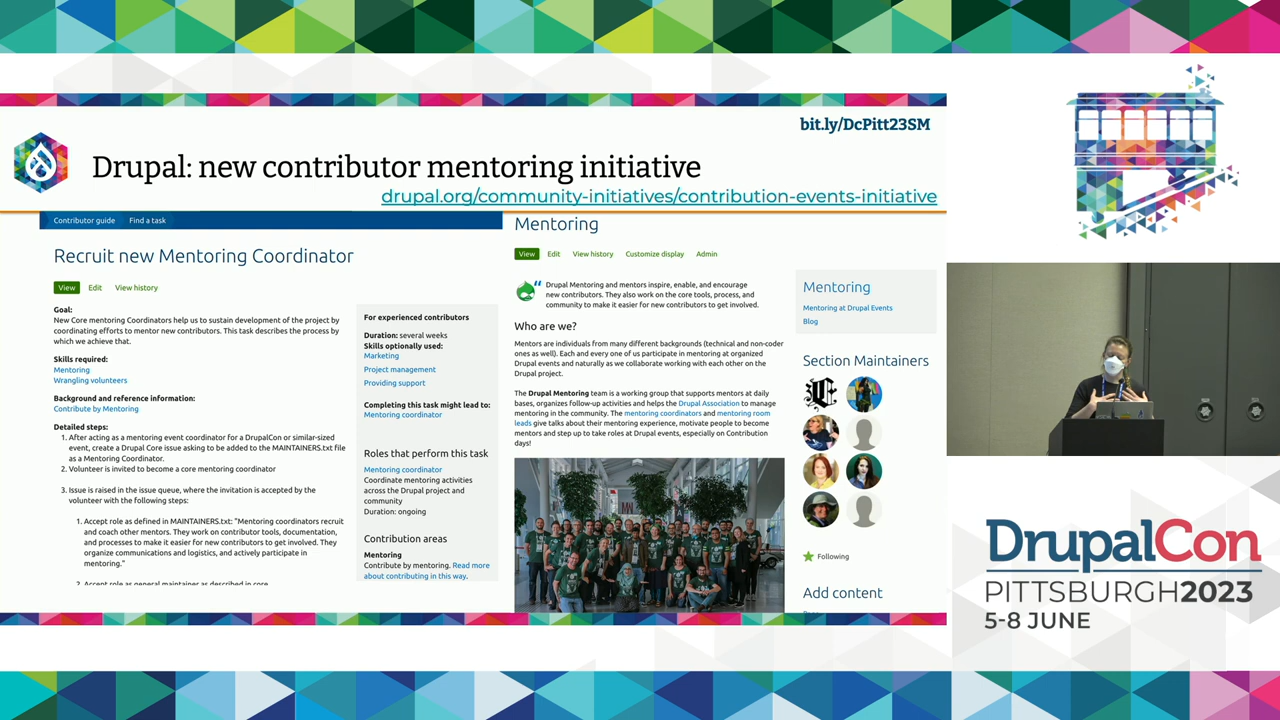 bit.ly/DcPitt23SM
Drupal: new contributor mentoring initiative
drupal.org/community-initiatives/contribution-events-initiative
Contributor guide Find a task
Recruit new Mentoring Coordinator
View Edit View history
Goal:
New Core mentoring Coordinators help us to sustain development of the project by
coordinating efforts to mentor new contributors. This task describes the process by
which we achieve that.
Skills required:
Mentoring
Wrangling volunteers
Background and reference information:
Contribute by Mentoring
Detailed steps:
1. After acting as a mentoring event coordinator for a DrupalCon or similar-sized
event, create a Drupal Core issue asking to be added to the MAINTAINERS.txt file
as a Mentoring Coordinator.
2. Volunteer is invited to become a core mentoring coordinator
3. Issue is raised in the issue queue, where the invitation is accepted by the
volunteer with the following steps:
1. Accept role as defined in MAINTAINERS.txt: "Mentoring coordinators recruit
and coach other mentors. They work on contributor tools, documentation,
and processes to make it easier for new contributors to get involved. They
organize communications and logistics, and actively participate in
mentoring."
2. Accept role as general maintainer as described in core
For experienced contributors
Duration: several weeks
Skills optionally used:
Marketing
Project management
Providing support
Completing this task might lead to:
Mentoring coordinator
Roles that perform this task
Mentoring coordinator
Coordinate mentoring activities
across the Drupal project and
community
Duration: ongoing
Contribution areas
Mentoring
Contribute by mentoring. Read more
about contributing in this way.
Mentoring
View Edit View history Customize display Admin
Drupal Mentoring and mentors inspire, enable, and encourage
new contributors. They also work on the core tools, process, and
community to make it easier for new contributors to get involved.
Who are we?
Mentors are individuals from many different backgrounds (technical and non-coder
ones as well). Each and every one of us participate in mentoring at organized
Drupal events and naturally as we collaborate working with each other on the
Drupal project.
The Drupal Mentoring team is a working group that supports mentors at daily
bases, organizes follow-up activities and helps the Drupal Association to manage
mentoring in the community. The mentoring coordinators and mentoring room
leads give talks about their mentoring experience, motivate people to become
mentors and step up to take roles at Drupal events, especially on Contribution
days!
Mentoring
Mentoring at Drupal Events
Blog
Section Maintainers
Following
Add content
DrupalCon
PITTSBURGH2023
5-8 JUNE